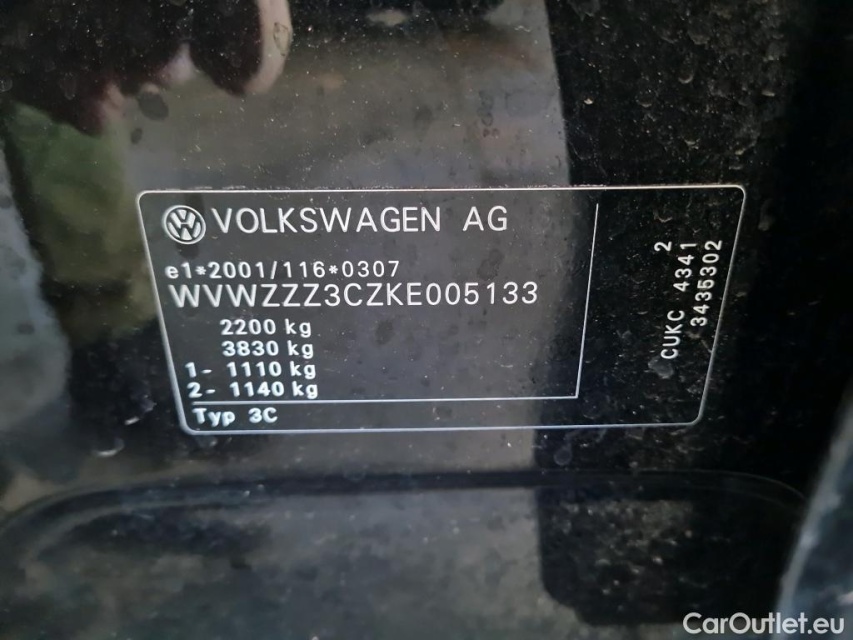 VOLKSWAGEN AG
e1*2001/116*0307
WVWZZZ3CZKE005133
2200 kg
3830 kg
1- 1110 kg
2- 1140 kg
Typ 3C
2
CUKC 4341
3435302
CarOutlet.eu